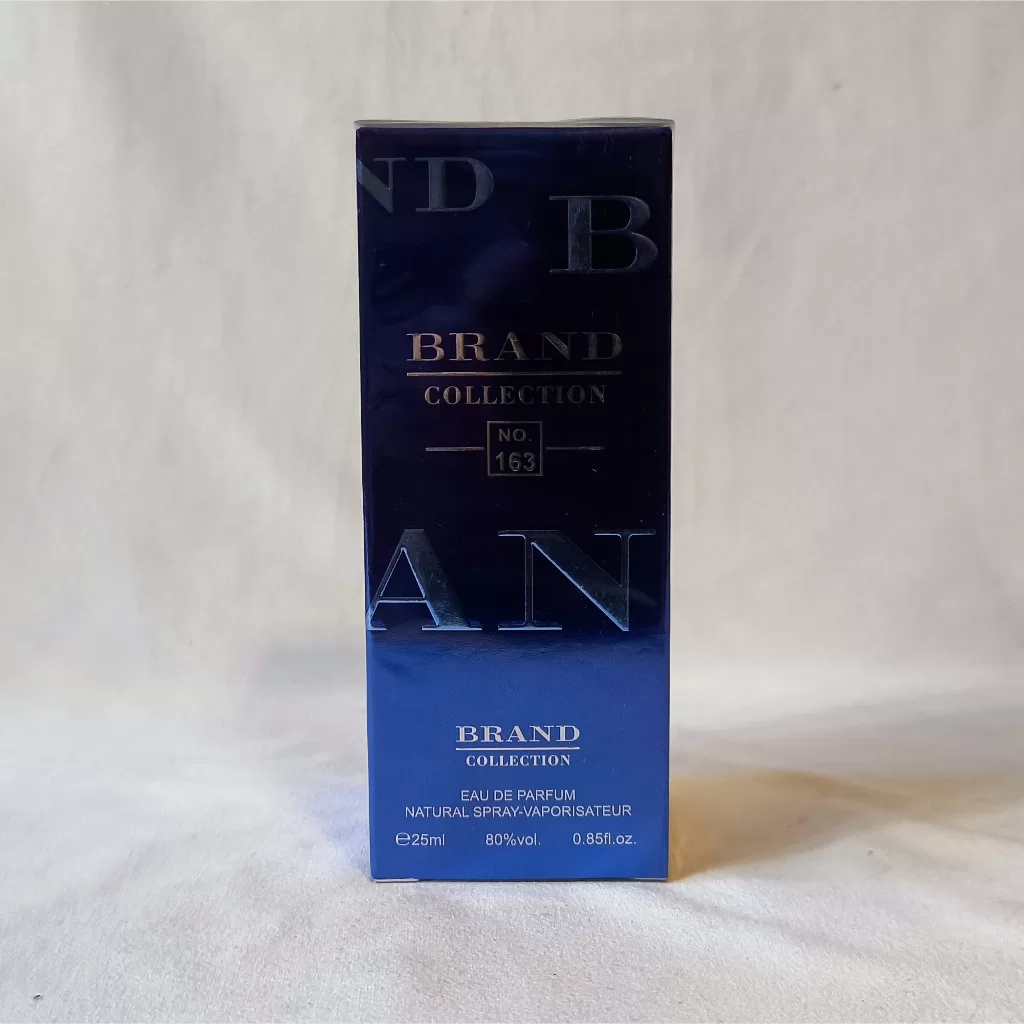 ND
B
BRAND
COLLECTION
NO.
163
AN
BRAND
COLLECTION
EAU DE PARFUM
NATURAL SPRAY-VAPORISATEUR
℮25ml 80%vol. 0.85fl.oz.